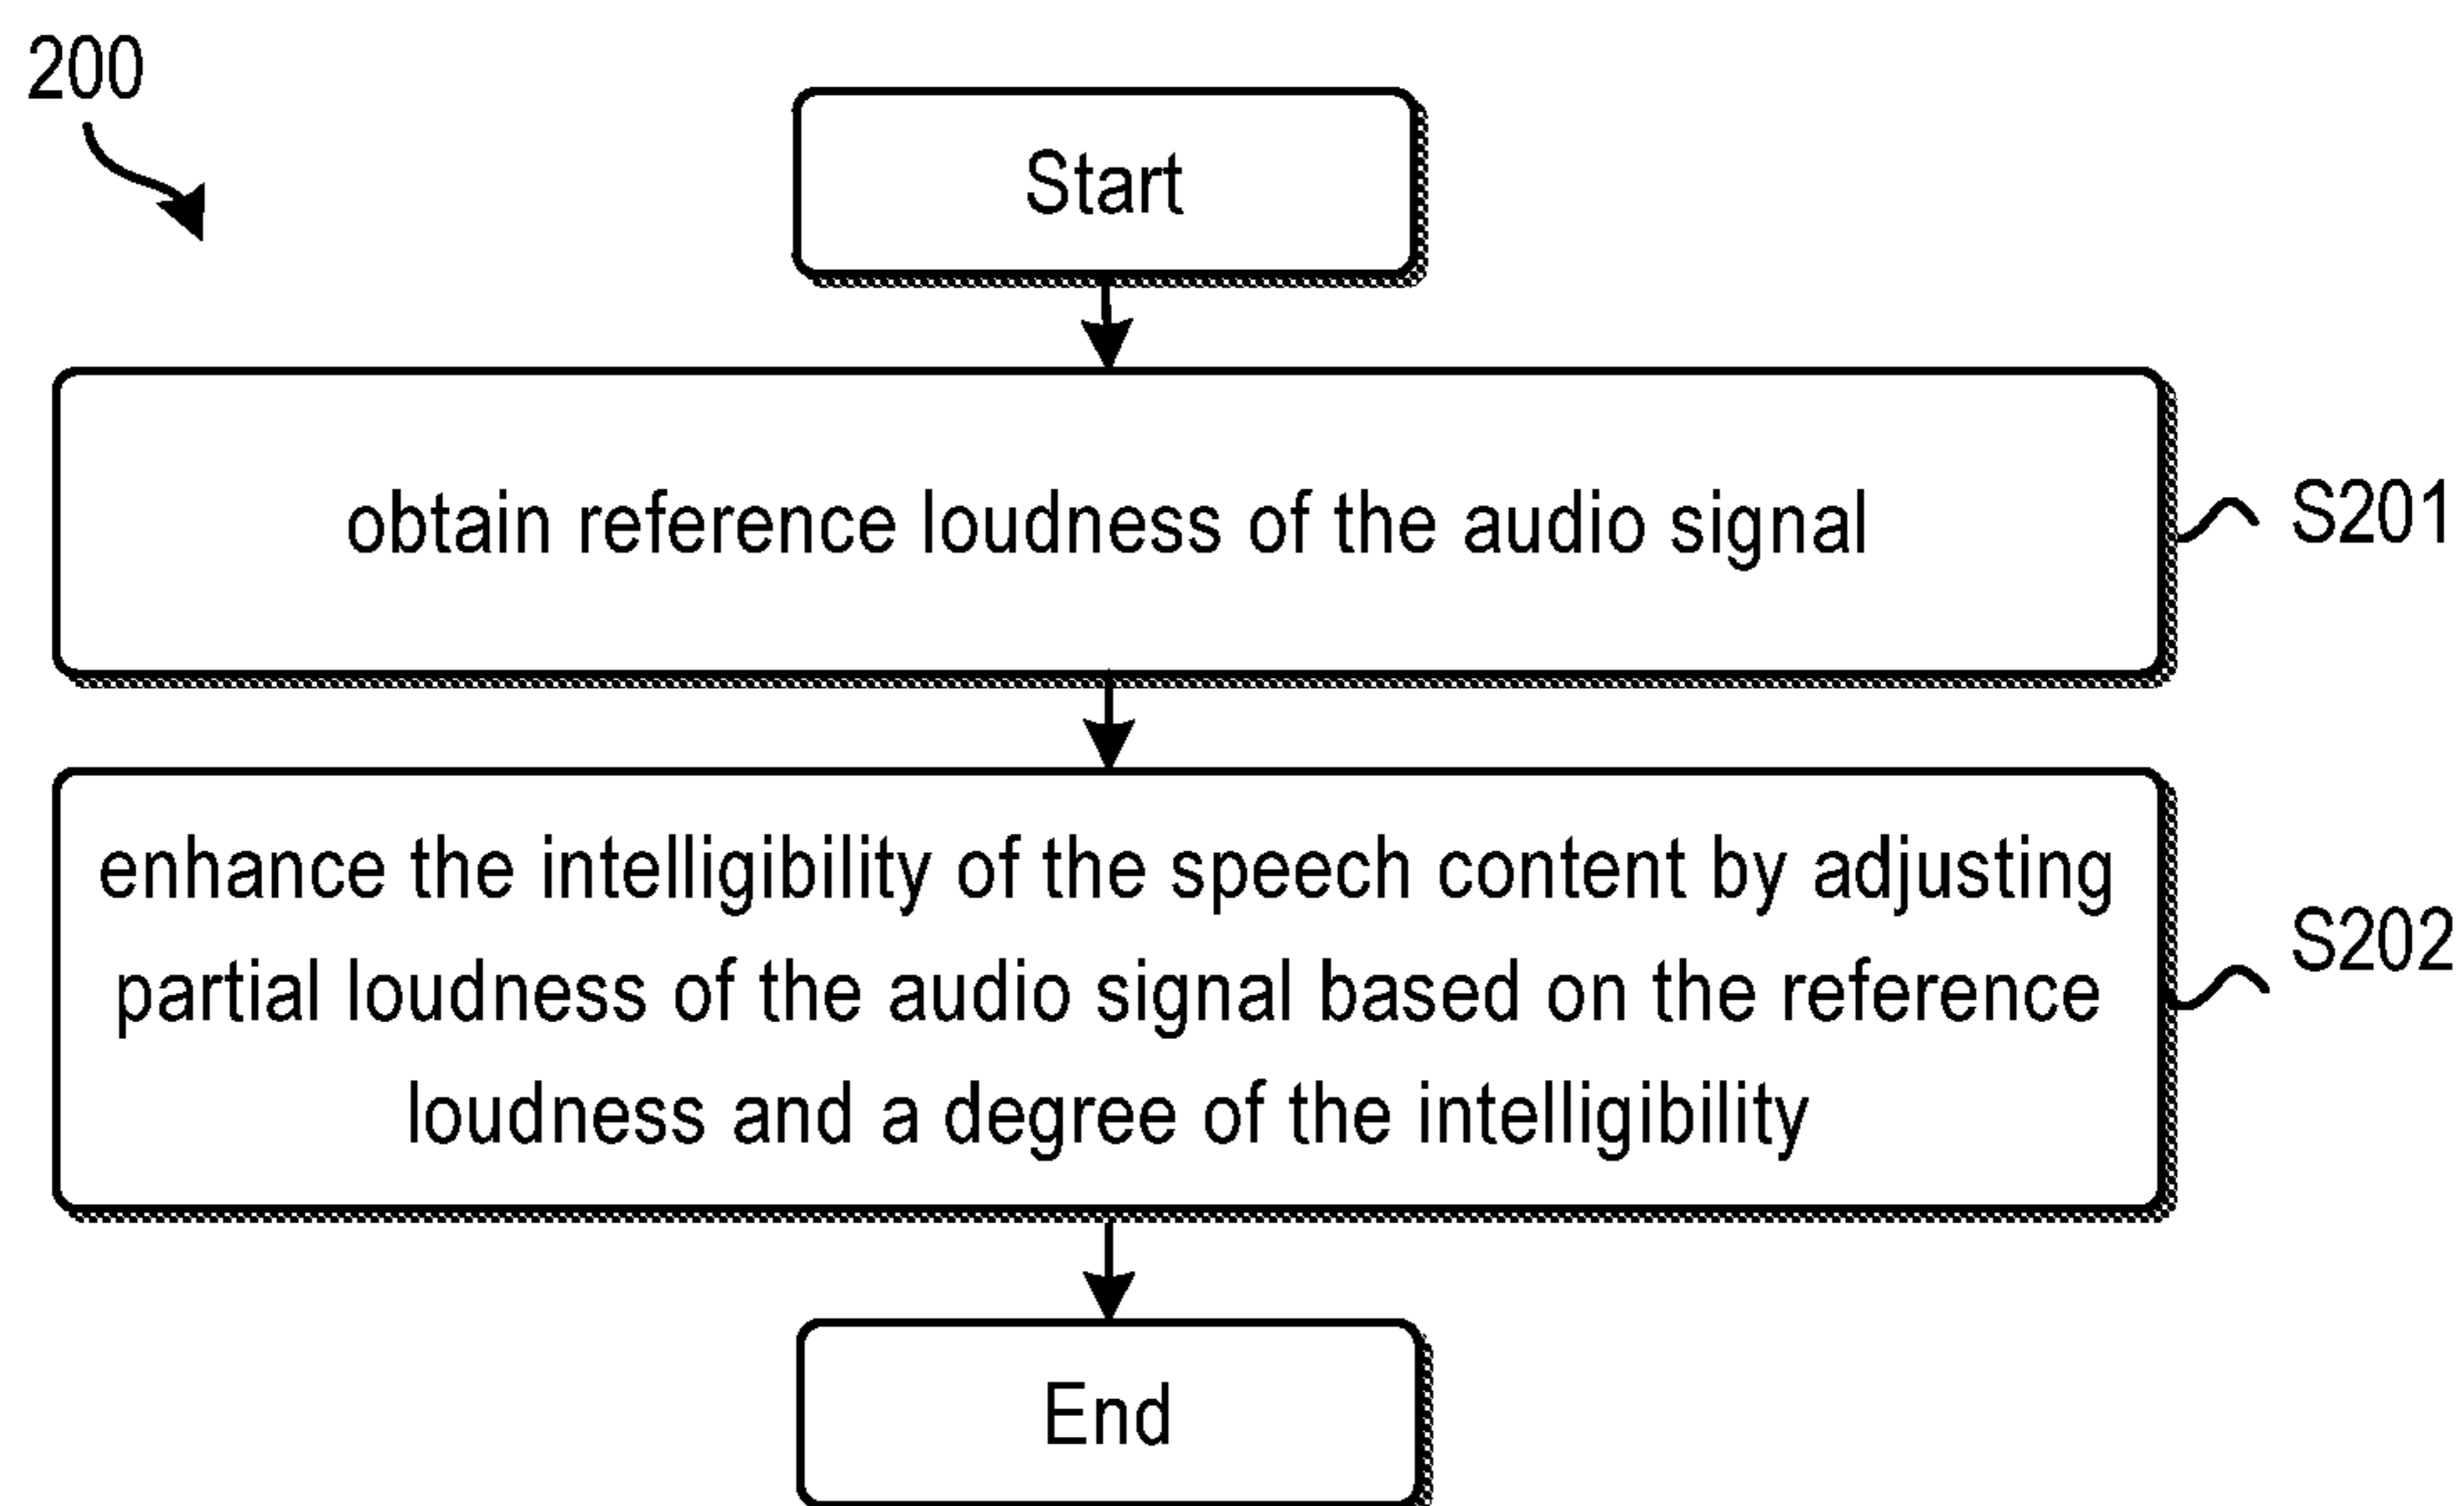 200
Start
obtain reference loudness of the audio signal
S201
enhance the intelligibility of the speech content by adjusting
partial loudness of the audio signal based on the reference
loudness and a degree of the intelligibility
S202
End